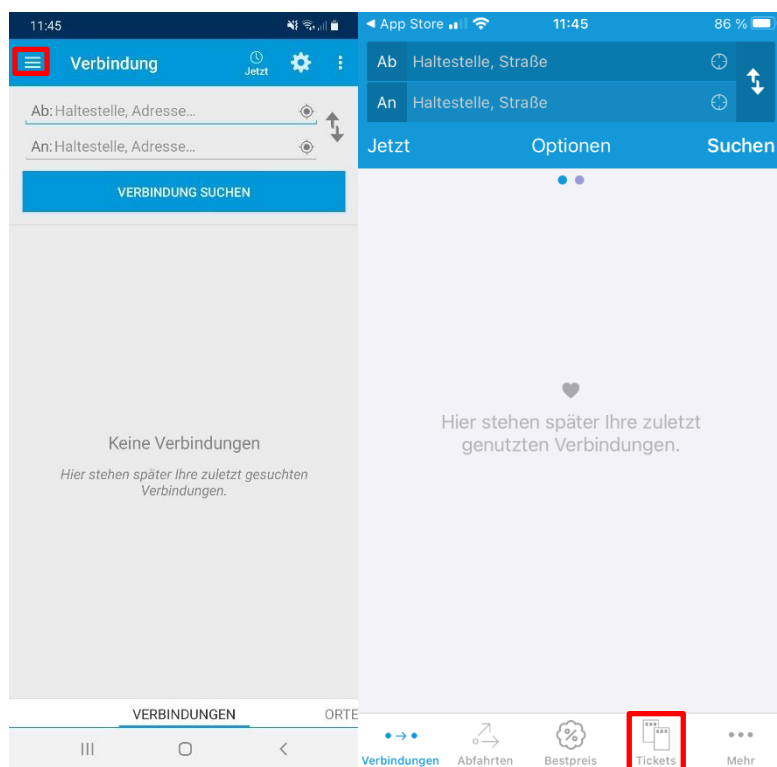 11:45
Verbindung
Jetzt
Ab: Haltestelle, Adresse...
An: Haltestelle, Adresse...
VERBINDUNG SUCHEN
Keine Verbindungen
Hier stehen später Ihre zuletzt gesuchten
Verbindungen.
VERBINDUNGEN
ORTE
App Store
11:45
86 %
Ab Haltestelle, Straße
An Haltestelle, Straße
Jetzt Optionen Suchen
Hier stehen später Ihre zuletzt
genutzten Verbindungen.
%
Verbindungen Abfahrten Bestpreis Tickets Mehr